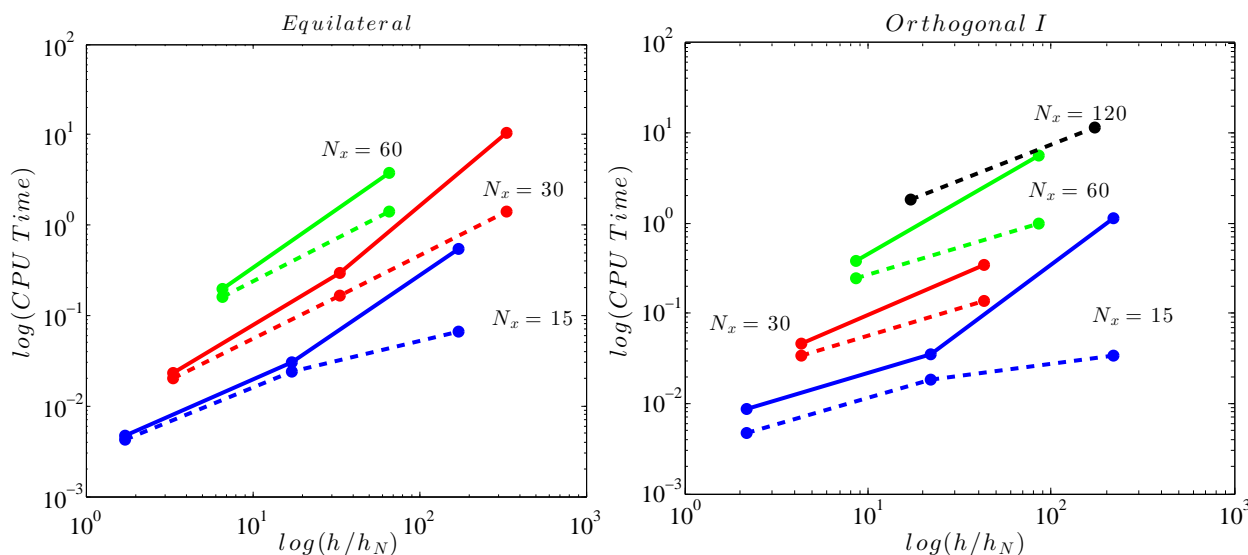 Equilateral
10^2
10^1
10^0
10^-1
10^-2
10^-3
log(CPU Time)
N_x = 60
N_x = 30
N_x = 15
10^0
10^1
10^2
10^3
log(h/h_N)
Orthogonal I
10^2
10^1
10^0
10^-1
10^-2
10^-3
log(CPU Time)
N_x = 120
N_x = 60
N_x = 30
N_x = 15
10^0
10^1
10^2
10^3
log(h/h_N)